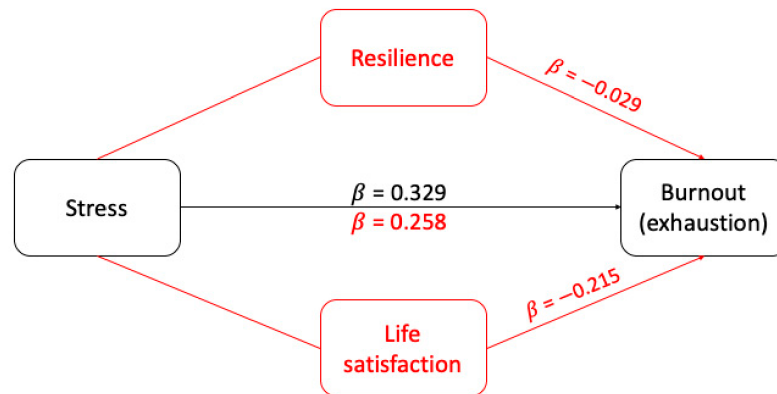 Resilience
β = −0.029
Stress
β = 0.329
β = 0.258
Burnout
(exhaustion)
β = −0.215
Life
satisfaction